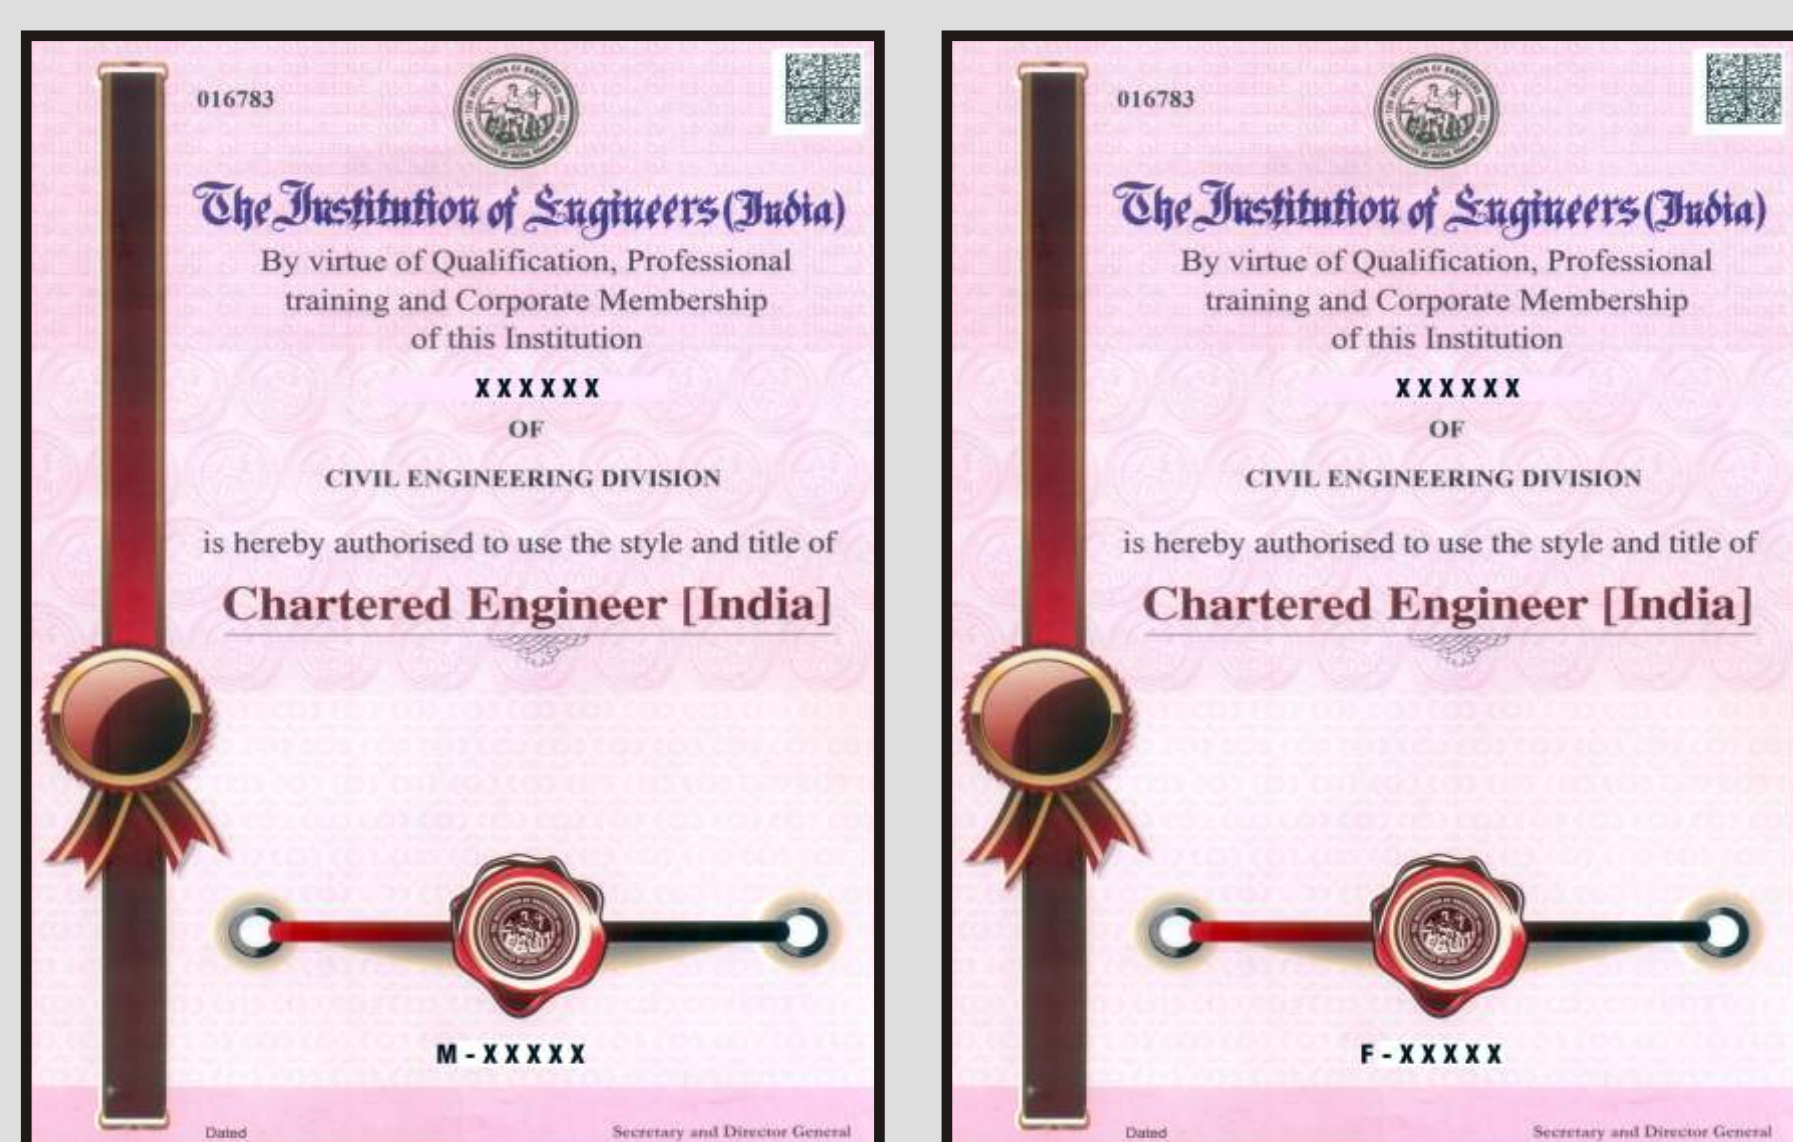 016783
The Institution of Engineers (India)
By virtue of Qualification, Professional
training and Corporate Membership
of this Institution
XXXXXX
OF
CIVIL ENGINEERING DIVISION
is hereby authorised to use the style and title of
Chartered Engineer [India]
M - XXXXX
Dated
Secretary and Director General
016783
The Institution of Engineers (India)
By virtue of Qualification, Professional
training and Corporate Membership
of this Institution
XXXXXX
OF
CIVIL ENGINEERING DIVISION
is hereby authorised to use the style and title of
Chartered Engineer [India]
F - XXXXX
Dated
Secretary and Director General